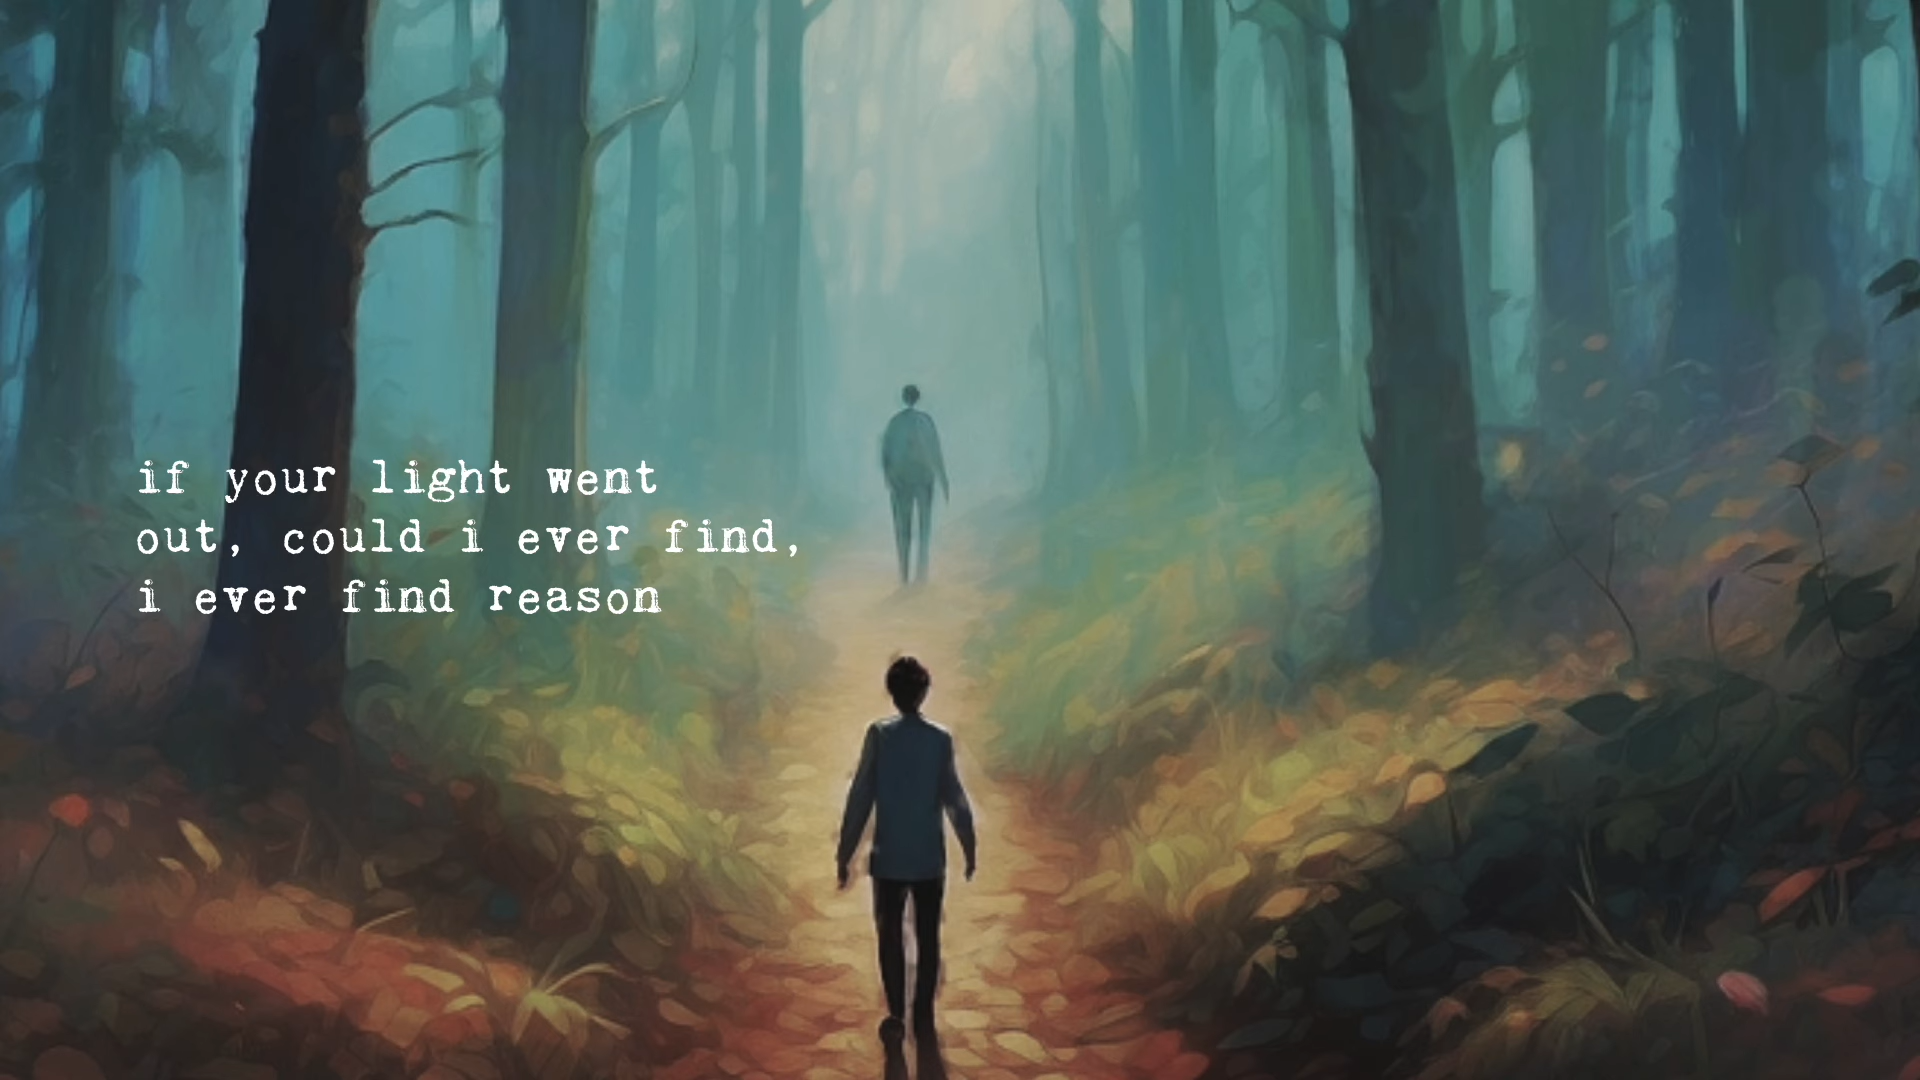 if your light went
out, could i ever find,
i ever find reason